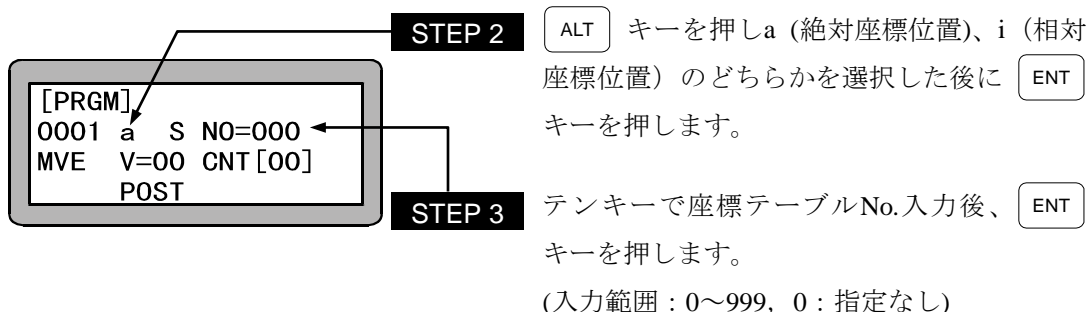 STEP 2
ALT キーを押しa (絶対座標位置)、i（相対
座標位置）のどちらかを選択した後に ENT
キーを押します。
[PRGM]
0001 a S NO=000
MVE V=00 CNT[00]
POST
STEP 3
テンキーで座標テーブルNo.入力後、 ENT
キーを押します。
(入力範囲：0～999，0：指定なし)